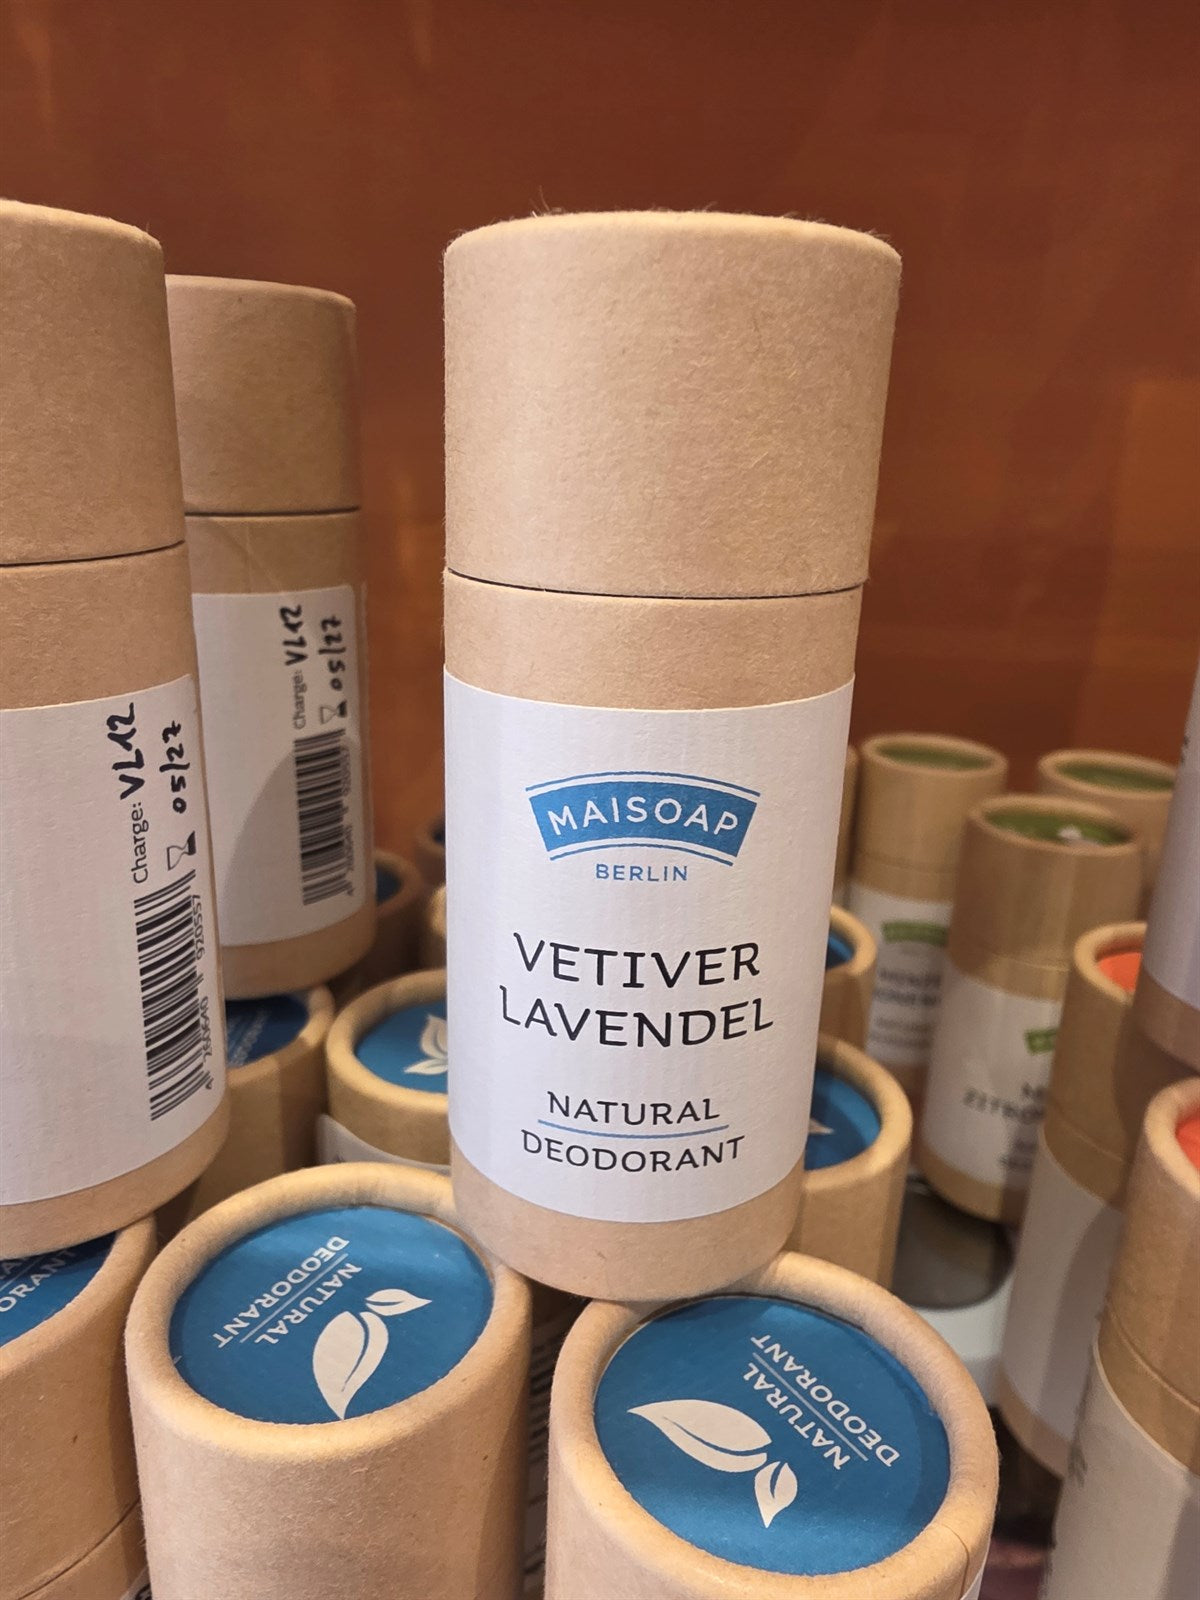 MAISOAP
BERLIN
VETIVER
LAVENDEL
NATURAL
DEODORANT
Charge: VL12
05/27
Charge: VL12
05/27
NATURAL
DEODORANT
NATURAL
DEODORANT